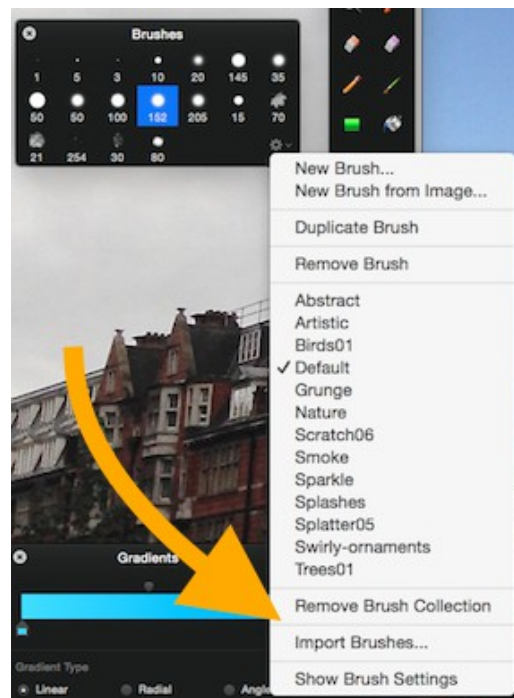 Brushes
1 5 3 10 20 145 35
50 50 100 152 205 15 70
21 254 30 80
New Brush...
New Brush from Image...
Duplicate Brush
Remove Brush
Abstract
Artistic
Birds01
Default
Grunge
Nature
Scratch06
Smoke
Sparkle
Splashes
Splatter05
Swirly-ornaments
Trees01
Remove Brush Collection
Import Brushes...
Show Brush Settings
Gradients
Gradient Type
Linear Radial Angle